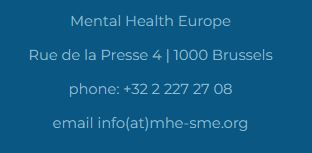 Mental Health Europe
Rue de la Presse 4 | 1000 Brussels
phone: +32 2 227 27 08
email info(at)mhe-sme.org